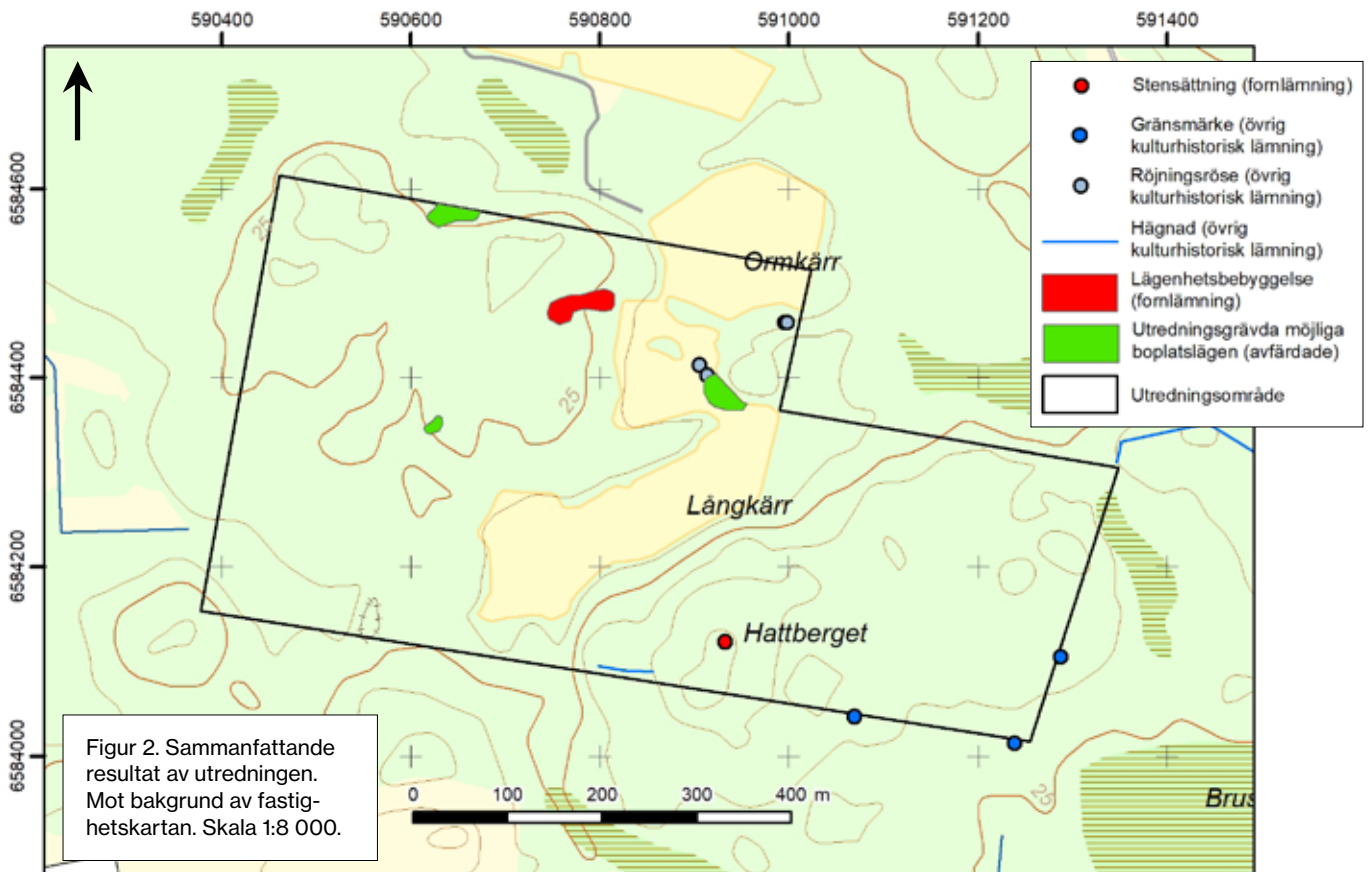 590400
590600
590800
591000
591200
591400
6584600
6584400
6584200
6584000
Stensättning (fornlämning)
Gränsmärke (övrig
kulturhistorisk lämning)
Röjningsröse (övrig
kulturhistorisk lämning)
Hägnad (övrig
kulturhistorisk lämning)
Lägenhetsbebyggelse
(fornlämning)
Utredningsgrävda möjliga
boplatslägen (avfärdade)
Utredningsområde
25
Ormkärr
25
Långkärr
Hattberget
25
Brus
Figur 2. Sammanfattande
resultat av utredningen.
Mot bakgrund av fastig-
hetskartan. Skala 1:8 000.
0 100 200 300 400 m